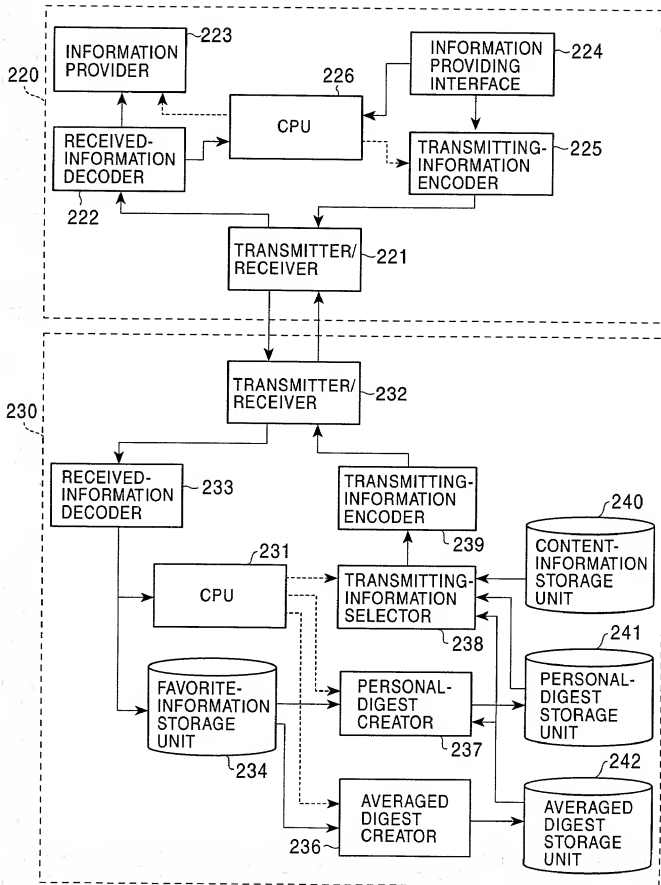 220
INFORMATION
PROVIDER
223
226
CPU
INFORMATION
PROVIDING
INTERFACE
224
RECEIVED-
INFORMATION
DECODER
222
TRANSMITTING-
INFORMATION
ENCODER
225
TRANSMITTER/
RECEIVER
221
230
TRANSMITTER/
RECEIVER
232
RECEIVED-
INFORMATION
DECODER
233
TRANSMITTING-
INFORMATION
ENCODER
239
240
CONTENT-
INFORMATION
STORAGE
UNIT
231
CPU
TRANSMITTING-
INFORMATION
SELECTOR
238
241
PERSONAL-
DIGEST
STORAGE
UNIT
FAVORITE-
INFORMATION
STORAGE
UNIT
234
PERSONAL-
DIGEST
CREATOR
237
242
AVERAGED
DIGEST
STORAGE
UNIT
AVERAGED
DIGEST
CREATOR
236